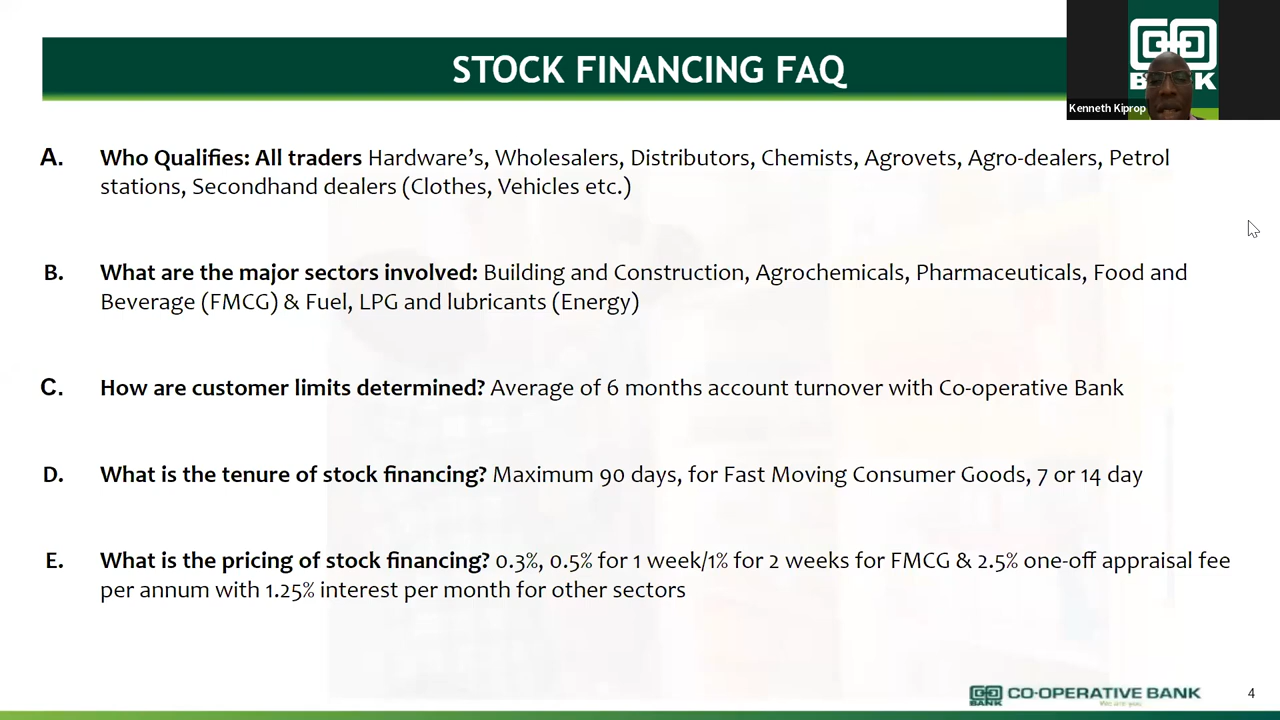 STOCK FINANCING FAQ
BANK
Kenneth Kiprop
A. Who Qualifies: All traders Hardware’s, Wholesalers, Distributors, Chemists, Agrovets, Agro-dealers, Petrol
stations, Secondhand dealers (Clothes, Vehicles etc.)
B. What are the major sectors involved: Building and Construction, Agrochemicals, Pharmaceuticals, Food and
Beverage (FMCG) & Fuel, LPG and lubricants (Energy)
C. How are customer limits determined? Average of 6 months account turnover with Co-operative Bank
D. What is the tenure of stock financing? Maximum 90 days, for Fast Moving Consumer Goods, 7 or 14 day
E. What is the pricing of stock financing? 0.3%, 0.5% for 1 week/1% for 2 weeks for FMCG & 2.5% one-off appraisal fee
per annum with 1.25% interest per month for other sectors
BANK
CO-OPERATIVE BANK
We are you
4